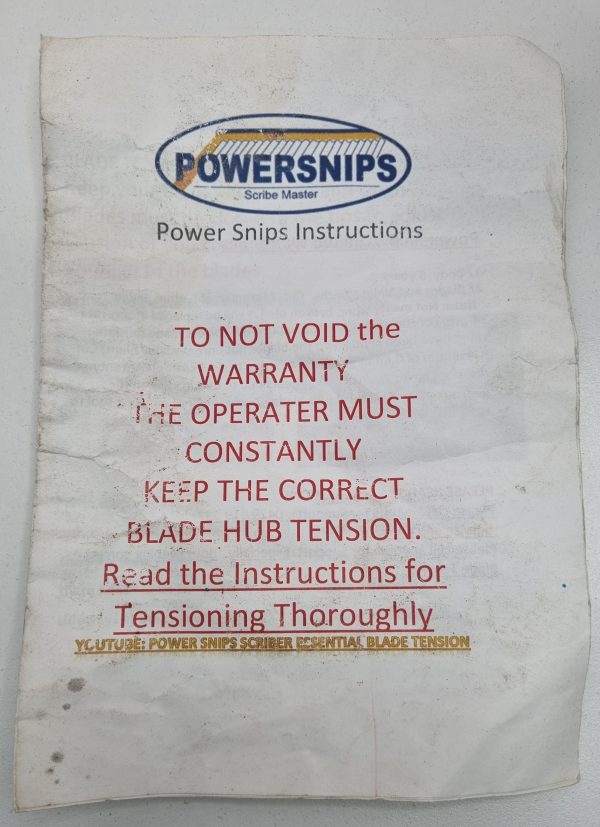 POWERSNIPS
Scribe Master
Power Snips Instructions
TO NOT VOID the
WARRANTY
THE OPERATER MUST
CONSTANTLY
KEEP THE CORRECT
BLADE HUB TENSION.
Read the Instructions for
Tensioning Thoroughly
YOUTUBE: POWER SNIPS SCRIBER ESSENTIAL BLADE TENSION